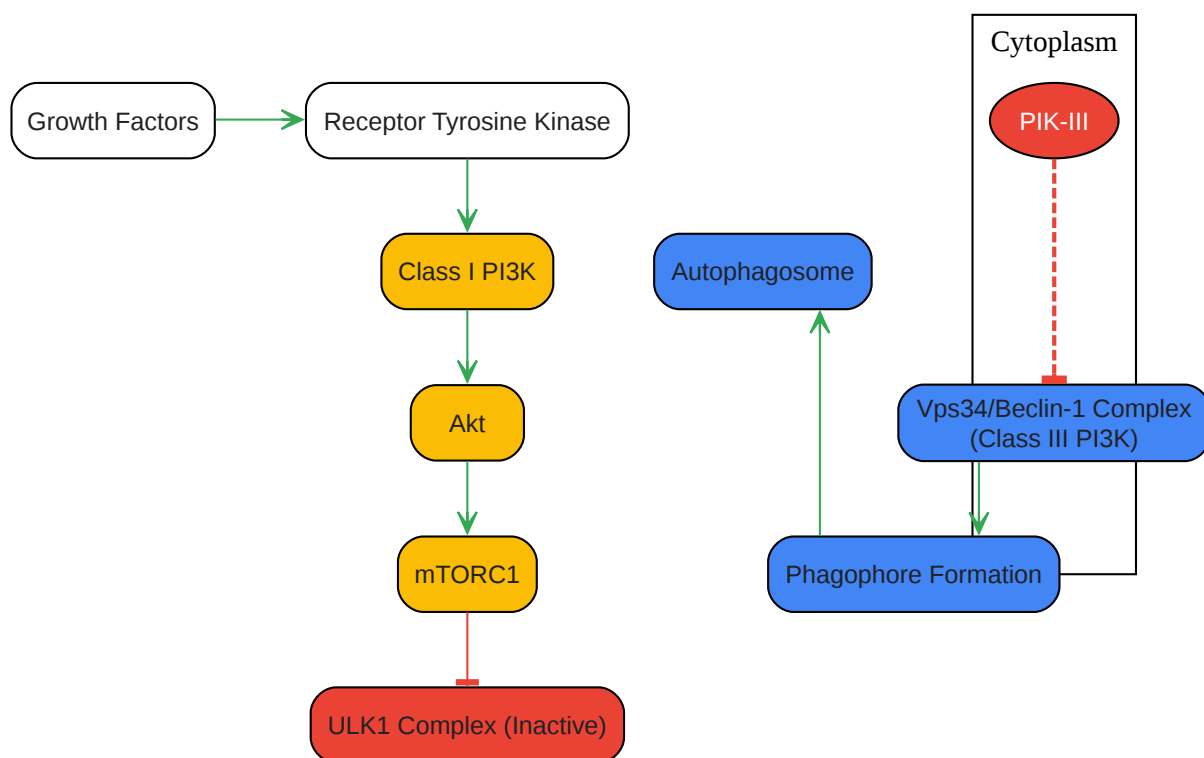 Cytoplasm
Growth Factors
Receptor Tyrosine Kinase
PIK-III
Class I PI3K
Autophagosome
Akt
Vps34/Beclin-1 Complex
(Class III PI3K)
mTORC1
Phagophore Formation
ULK1 Complex (Inactive)